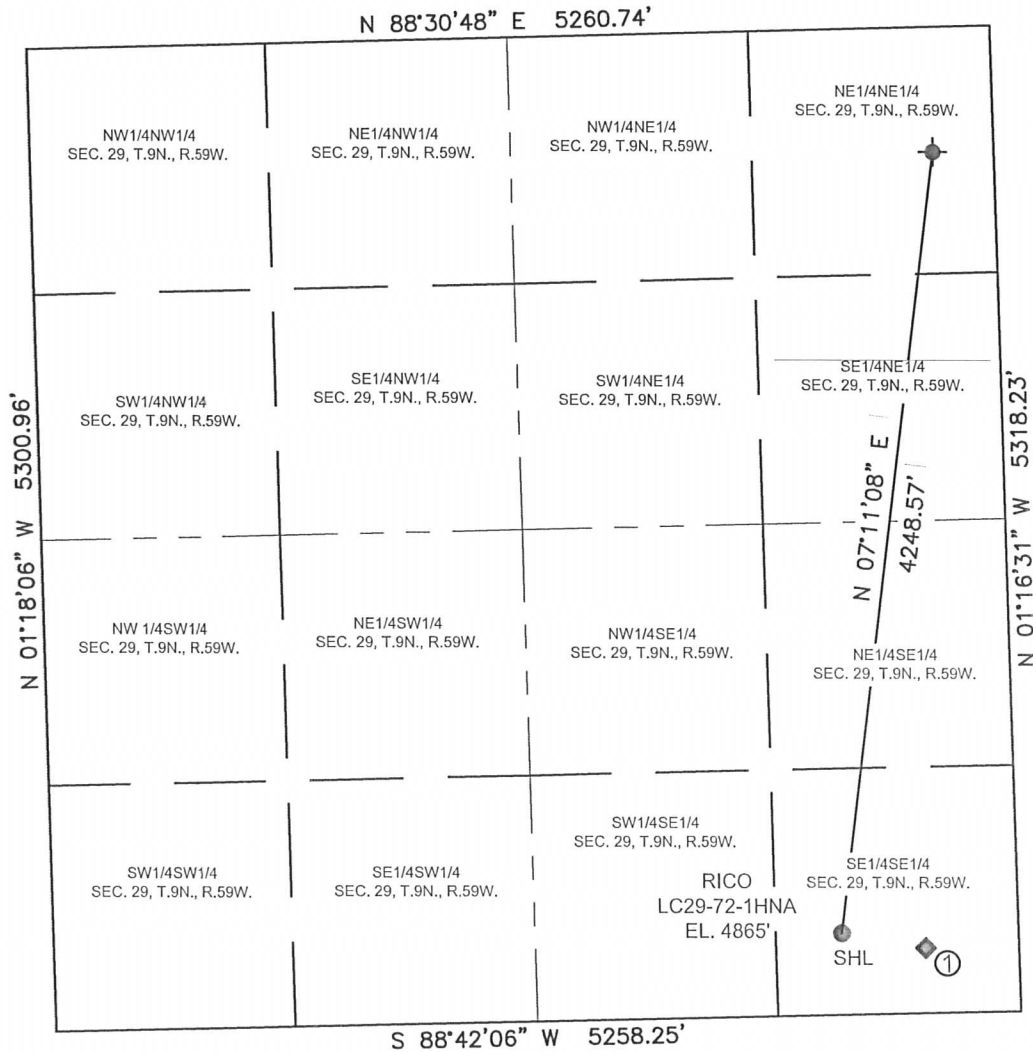 N 88°30'48" E 5260.74'
NW1/4NW1/4
SEC. 29, T.9N., R.59W.
NE1/4NW1/4
SEC. 29, T.9N., R.59W.
NW1/4NE1/4
SEC. 29, T.9N., R.59W.
NE1/4NE1/4
SEC. 29, T.9N., R.59W.
SW1/4NW1/4
SEC. 29, T.9N., R.59W.
SE1/4NW1/4
SEC. 29, T.9N., R.59W.
SW1/4NE1/4
SEC. 29, T.9N., R.59W.
SE1/4NE1/4
SEC. 29, T.9N., R.59W.
N 01°18'06" W 5300.96'
N 07°11'08" E
4248.57'
N 01°16'31" W 5318.23'
NW 1/4SW1/4
SEC. 29, T.9N., R.59W.
NE1/4SW1/4
SEC. 29, T.9N., R.59W.
NW1/4SE1/4
SEC. 29, T.9N., R.59W.
NE1/4SE1/4
SEC. 29, T.9N., R.59W.
SW1/4SW1/4
SEC. 29, T.9N., R.59W.
SE1/4SW1/4
SEC. 29, T.9N., R.59W.
SW1/4SE1/4
SEC. 29, T.9N., R.59W.
SE1/4SE1/4
SEC. 29, T.9N., R.59W.
RICO
LC29-72-1HNA
EL. 4865'
SHL
1
S 88°42'06" W 5258.25'